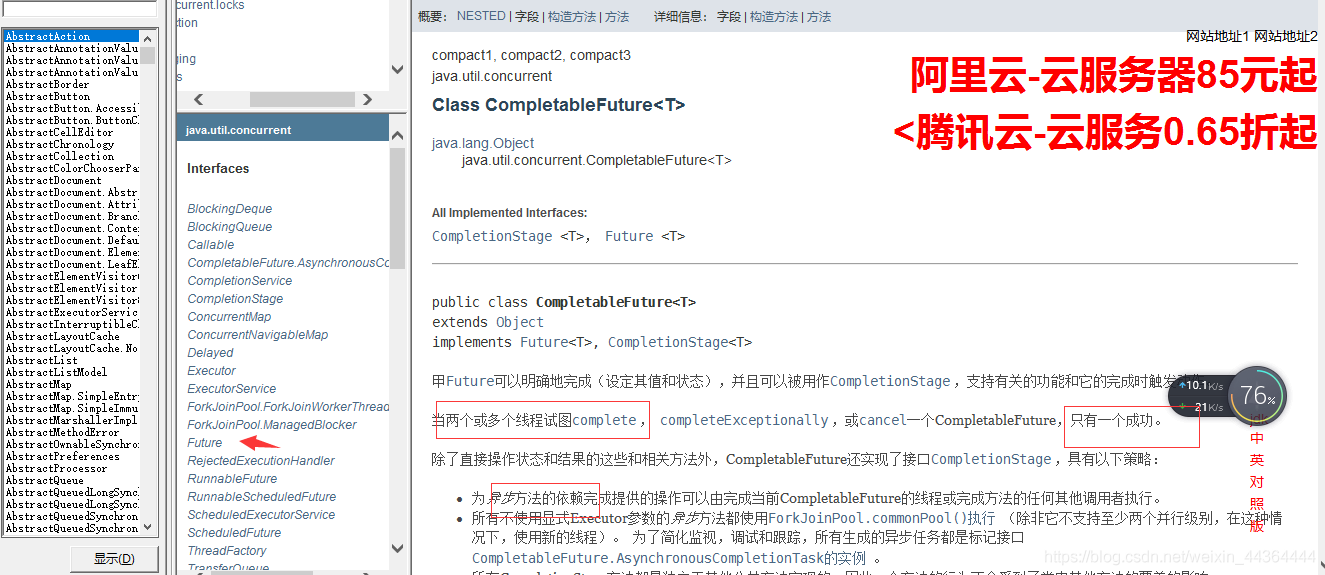 AbstractAction
AbstractAnnotationValu
AbstractAnnotationValu
AbstractAnnotationValu
AbstractBorder
AbstractButton
AbstractButton.Accessi
AbstractButton.ButtonC
AbstractCellEditor
AbstractChronology
AbstractCollection
AbstractColorChooserPa
AbstractDocument
AbstractDocument.Abstr
AbstractDocument.Attri
AbstractDocument.Branc
AbstractDocument.Conte
AbstractDocument.Defau
AbstractDocument.Eleme
AbstractDocument.LeafE
AbstractElementVisitor
AbstractElementVisitor
AbstractElementVisitor
AbstractExecutorServic
AbstractInterruptibleC
AbstractLayoutCache
AbstractLayoutCache.No
AbstractList
AbstractListModel
AbstractMap
AbstractMap.SimpleEntr
AbstractMap.SimpleImmu
AbstractMarshallerImpl
AbstractMethodError
AbstractOwnableSynchro
AbstractPreferences
AbstractProcessor
AbstractQueue
AbstractQueuedLongSync
AbstractQueuedLongSync
AbstractQueuedSynchron
AbstractQueuedSynchron
显示(D)
current.locks
ction
ging
s
java.util.concurrent
Interfaces
BlockingDeque
BlockingQueue
Callable
CompletableFuture.AsynchronousCo
CompletionService
CompletionStage
ConcurrentMap
ConcurrentNavigableMap
Delayed
Executor
ExecutorService
ForkJoinPool.ForkJoinWorkerThread
ForkJoinPool.ManagedBlocker
Future
RejectedExecutionHandler
RunnableFuture
RunnableScheduledFuture
ScheduledExecutorService
ScheduledFuture
ThreadFactory
TransferQueue
概要： NESTED | 字段 | 构造方法 | 方法 详细信息： 字段 | 构造方法 | 方法
网站地址1 网站地址2
阿里云-云服务器85元起
<腾讯云-云服务0.65折起
compact1, compact2, compact3
java.util.concurrent
Class CompletableFuture<T>
java.lang.Object
java.util.concurrent.CompletableFuture<T>
All Implemented Interfaces:
CompletionStage <T>， Future <T>
public class CompletableFuture<T>
extends Object
implements Future<T>, CompletionStage<T>
甲Future可以明确地完成（设定其值和状态），并且可以被用作CompletionStage，支持有关的功能和它的完成时触发
当两个或多个线程试图complete， completeExceptionally，或cancel一个CompletableFuture，只有一个成功。
除了直接操作状态和结果的这些和相关方法外，CompletableFuture还实现了接口CompletionStage，具有以下策略：
• 为异步方法的依赖完成提供的操作可以由完成当前CompletableFuture的线程或完成方法的任何其他调用者执行。
• 所有不使用显式Executor参数的异步方法都使用ForkJoinPool.commonPool()执行 （除非它不支持至少两个并行级别，在这种情
况下，使用新的线程）。 为了简化监视，调试和跟踪，所有生成的异步任务都是标记接口
CompletableFuture.AsynchronousCompletionTask的实例 。
10.1K/s
21K/s
76%
中
英
对
照
版
https://blog.csdn.net/weixin_44364444